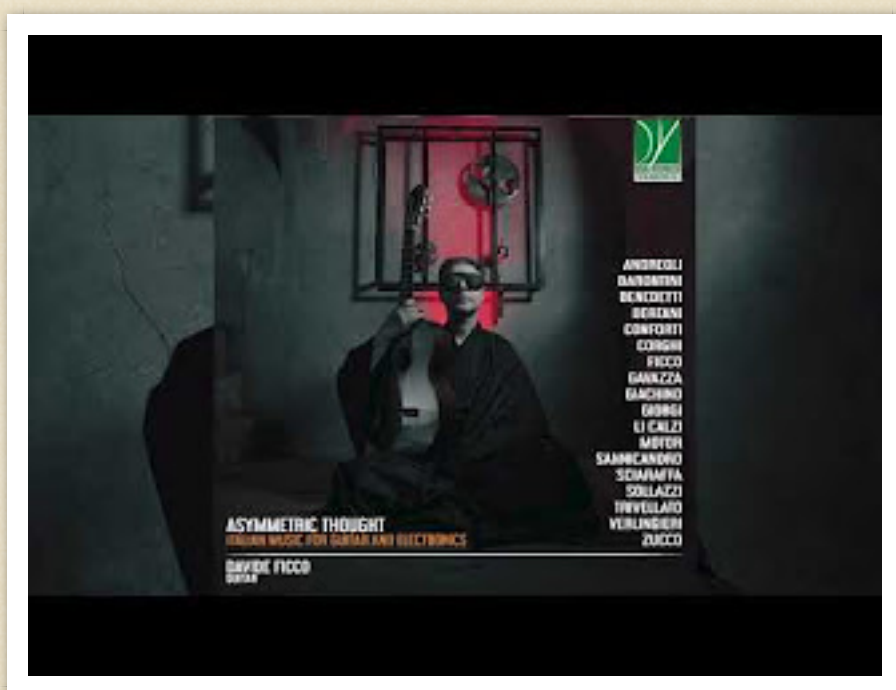 ANDREOLI
BARONTINI
BENEDETTI
BERTANI
CONFORTI
CORGHI
FICCO
GAVAZZA
GIACHINO
GIORGI
LI CALZI
MOTOR
SANNICANDRO
SCIARAFFA
SOLLAZZI
TRIVELLATO
VERLINGIERI
ZUCCO
ASYMMETRIC THOUGHT
ITALIAN MUSIC FOR GUITAR AND ELECTRONICS
DAVIDE FICCO
GUITAR